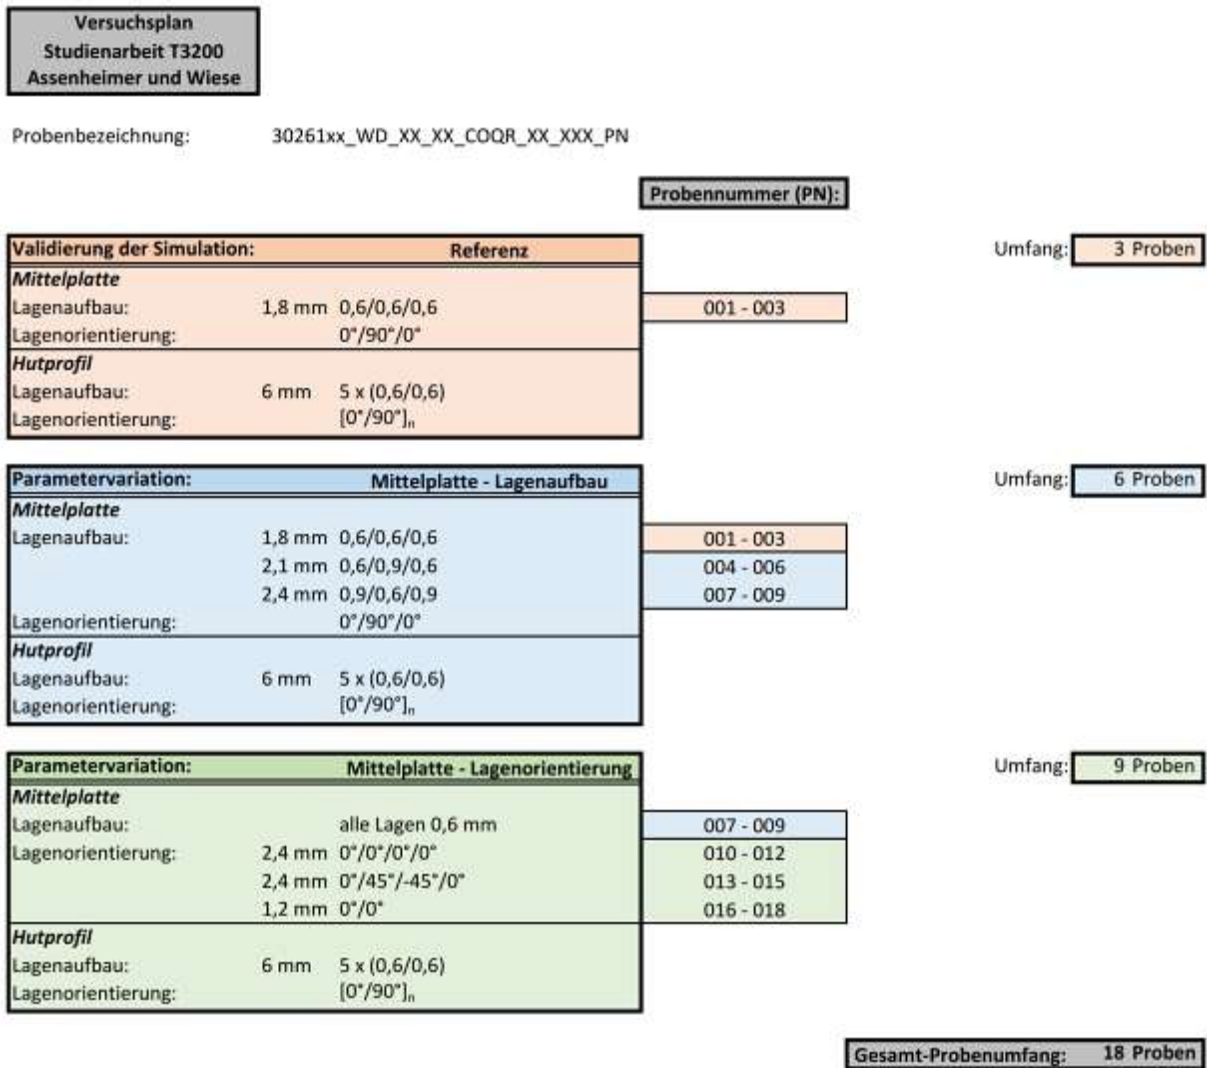 Versuchsplan
Studienarbeit T3200
Assenheimer und Wiese
Probenbezeichnung: 30261xx_WD_XX_XX_COQR_XX_XXX_PN
Probennummer (PN):
Validierung der Simulation: Referenz Umfang: 3 Proben
Mittelplatte
Lagenaufbau: 1,8 mm 0,6/0,6/0,6 001 - 003
Lagenorientierung: 0°/90°/0°
Hutprofil
Lagenaufbau: 6 mm 5 x (0,6/0,6)
Lagenorientierung: [0°/90°]ₙ
Parametervariation: Mittelplatte - Lagenaufbau Umfang: 6 Proben
Mittelplatte
Lagenaufbau: 1,8 mm 0,6/0,6/0,6 001 - 003
2,1 mm 0,6/0,9/0,6 004 - 006
2,4 mm 0,9/0,6/0,9 007 - 009
Lagenorientierung: 0°/90°/0°
Hutprofil
Lagenaufbau: 6 mm 5 x (0,6/0,6)
Lagenorientierung: [0°/90°]ₙ
Parametervariation: Mittelplatte - Lagenorientierung Umfang: 9 Proben
Mittelplatte
Lagenaufbau: alle Lagen 0,6 mm 007 - 009
Lagenorientierung: 2,4 mm 0°/0°/0°/0° 010 - 012
2,4 mm 0°/45°/-45°/0° 013 - 015
1,2 mm 0°/0° 016 - 018
Hutprofil
Lagenaufbau: 6 mm 5 x (0,6/0,6)
Lagenorientierung: [0°/90°]ₙ
Gesamt-Probenumfang: 18 Proben